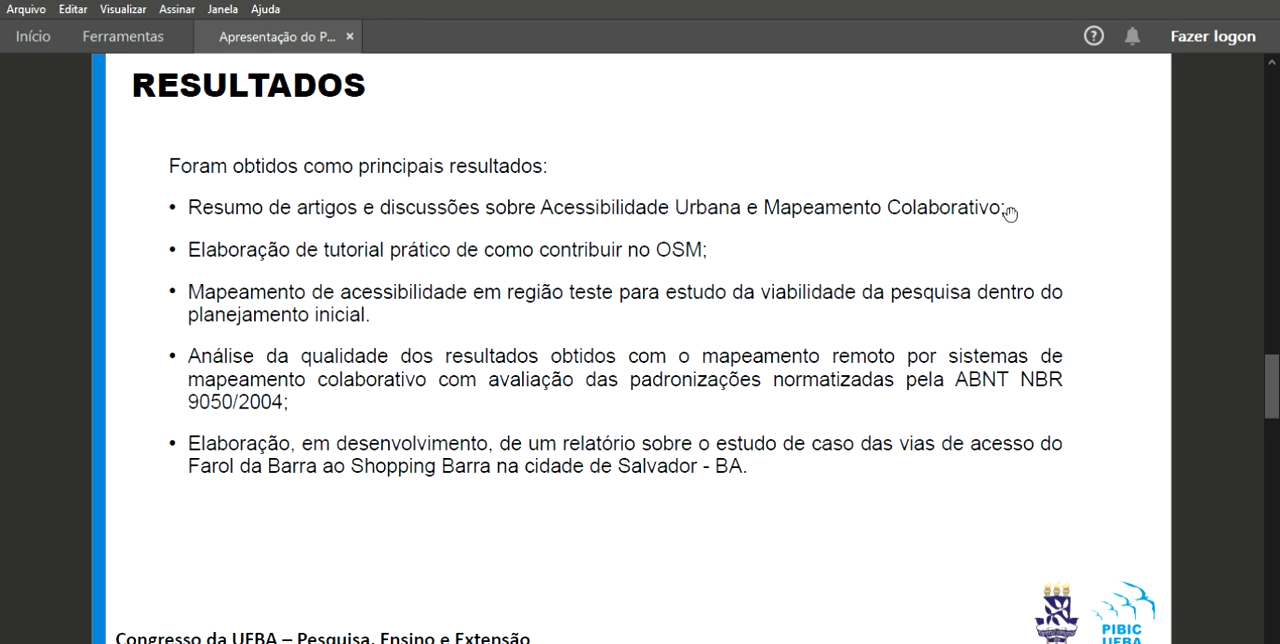 Arquivo Editar Visualizar Assinar Janela Ajuda
Início Ferramentas Apresentação do P... × Fazer logon
RESULTADOS
Foram obtidos como principais resultados:
• Resumo de artigos e discussões sobre Acessibilidade Urbana e Mapeamento Colaborativo;
• Elaboração de tutorial prático de como contribuir no OSM;
• Mapeamento de acessibilidade em região teste para estudo da viabilidade da pesquisa dentro do
planejamento inicial.
• Análise da qualidade dos resultados obtidos com o mapeamento remoto por sistemas de
mapeamento colaborativo com avaliação das padronizações normatizadas pela ABNT NBR
9050/2004;
• Elaboração, em desenvolvimento, de um relatório sobre o estudo de caso das vias de acesso do
Farol da Barra ao Shopping Barra na cidade de Salvador - BA.
PIBIC
UFBA
Congresso da UFBA – Pesquisa, Ensino e Extensão